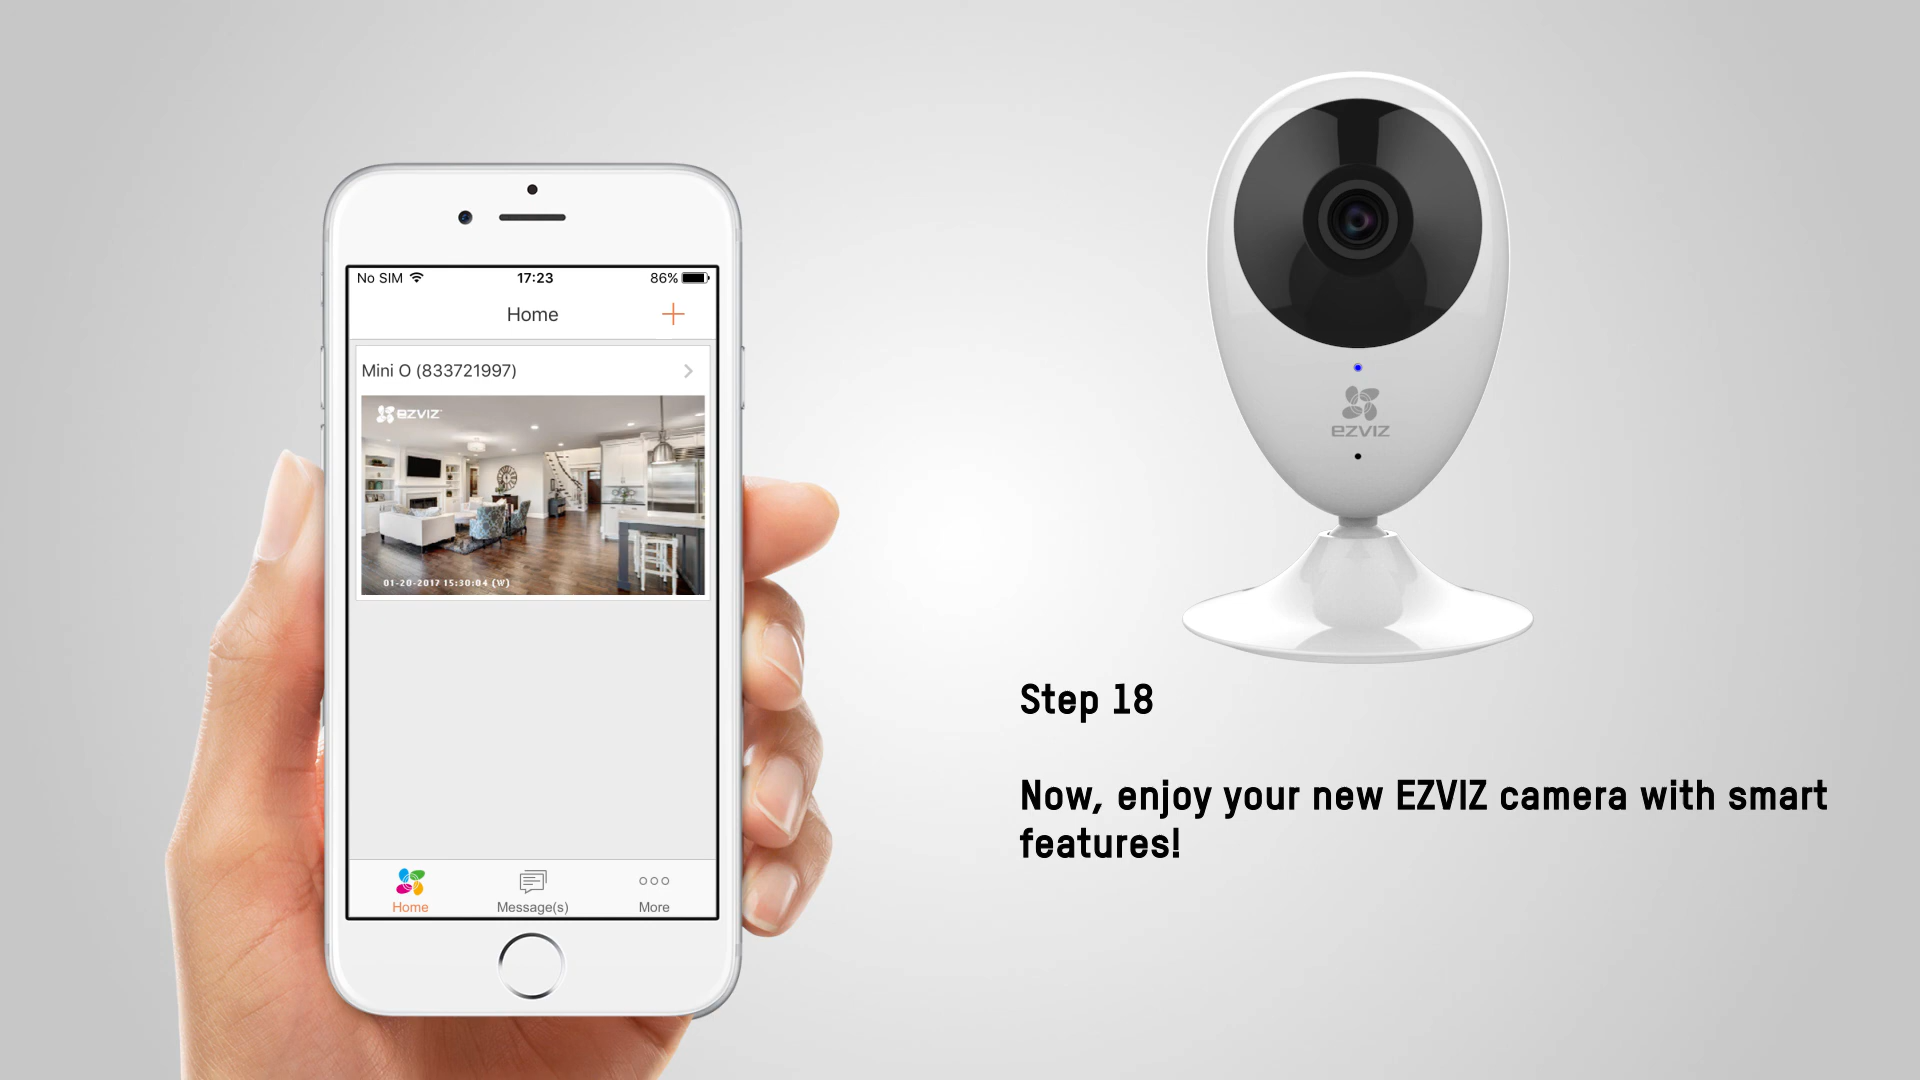 No SIM 17:23 86%
Home
Mini O (833721997)
EZVIZ
01-20-2017 15:30:04 (W)
Home Message(s) More
EZVIZ
Step 18
Now, enjoy your new EZVIZ camera with smart
features!